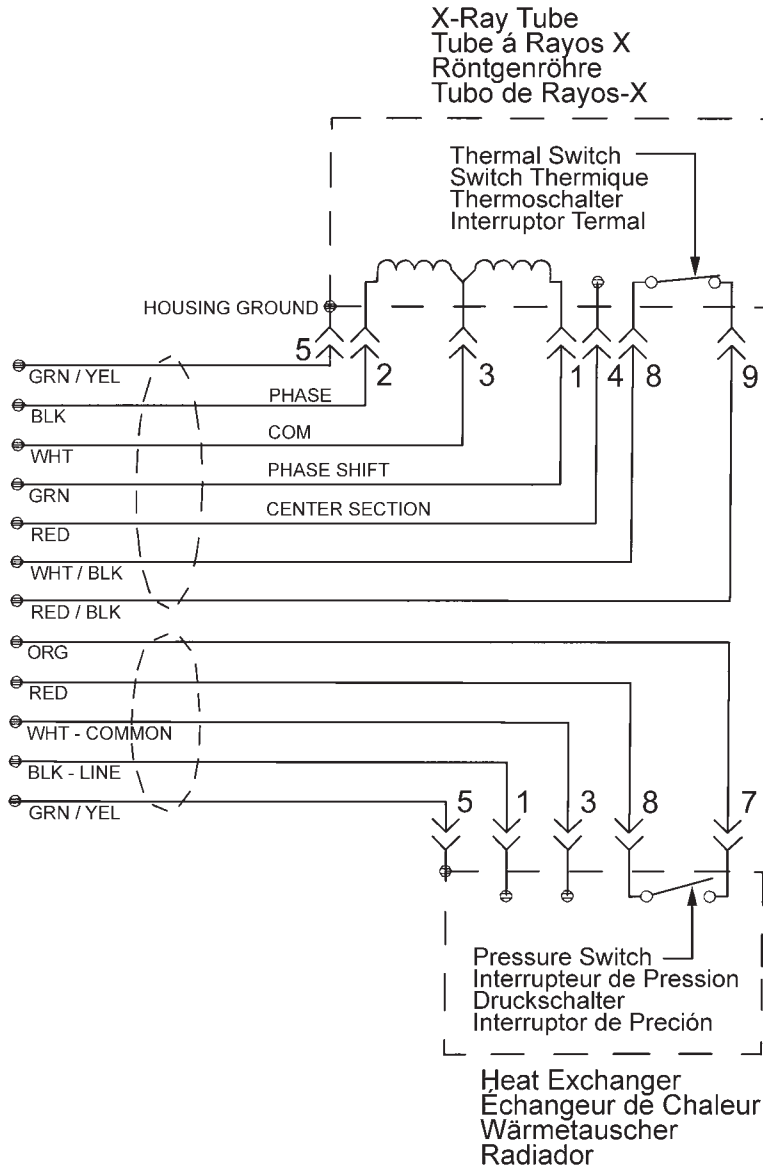 X-Ray Tube
Tube á Rayos X
Röntgenröhre
Tubo de Rayos-X
Thermal Switch
Switch Thermique
Thermoschalter
Interruptor Termal
HOUSING GROUND
5
2
3
1
4
8
9
GRN / YEL
BLK
PHASE
WHT
COM
GRN
PHASE SHIFT
RED
CENTER SECTION
WHT / BLK
RED / BLK
ORG
RED
WHT - COMMON
BLK - LINE
GRN / YEL
5
1
3
8
7
Pressure Switch
Interrupteur de Pression
Druckschalter
Interruptor de Preción
Heat Exchanger
Échangeur de Chaleur
Wärmetauscher
Radiador